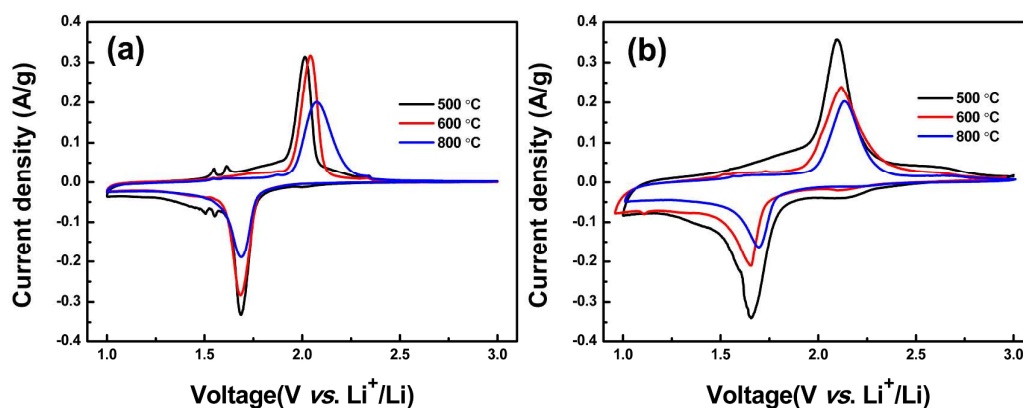 (a)
0.4
0.3
0.2
0.1
0.0
-0.1
-0.2
-0.3
-0.4
Current density (A/g)
500 °C
600 °C
800 °C
1.0 1.5 2.0 2.5 3.0
Voltage(V vs. Li⁺/Li)
(b)
0.4
0.3
0.2
0.1
0.0
-0.1
-0.2
-0.3
-0.4
Current density (A/g)
500 °C
600 °C
800 °C
1.0 1.5 2.0 2.5 3.0
Voltage(V vs. Li⁺/Li)